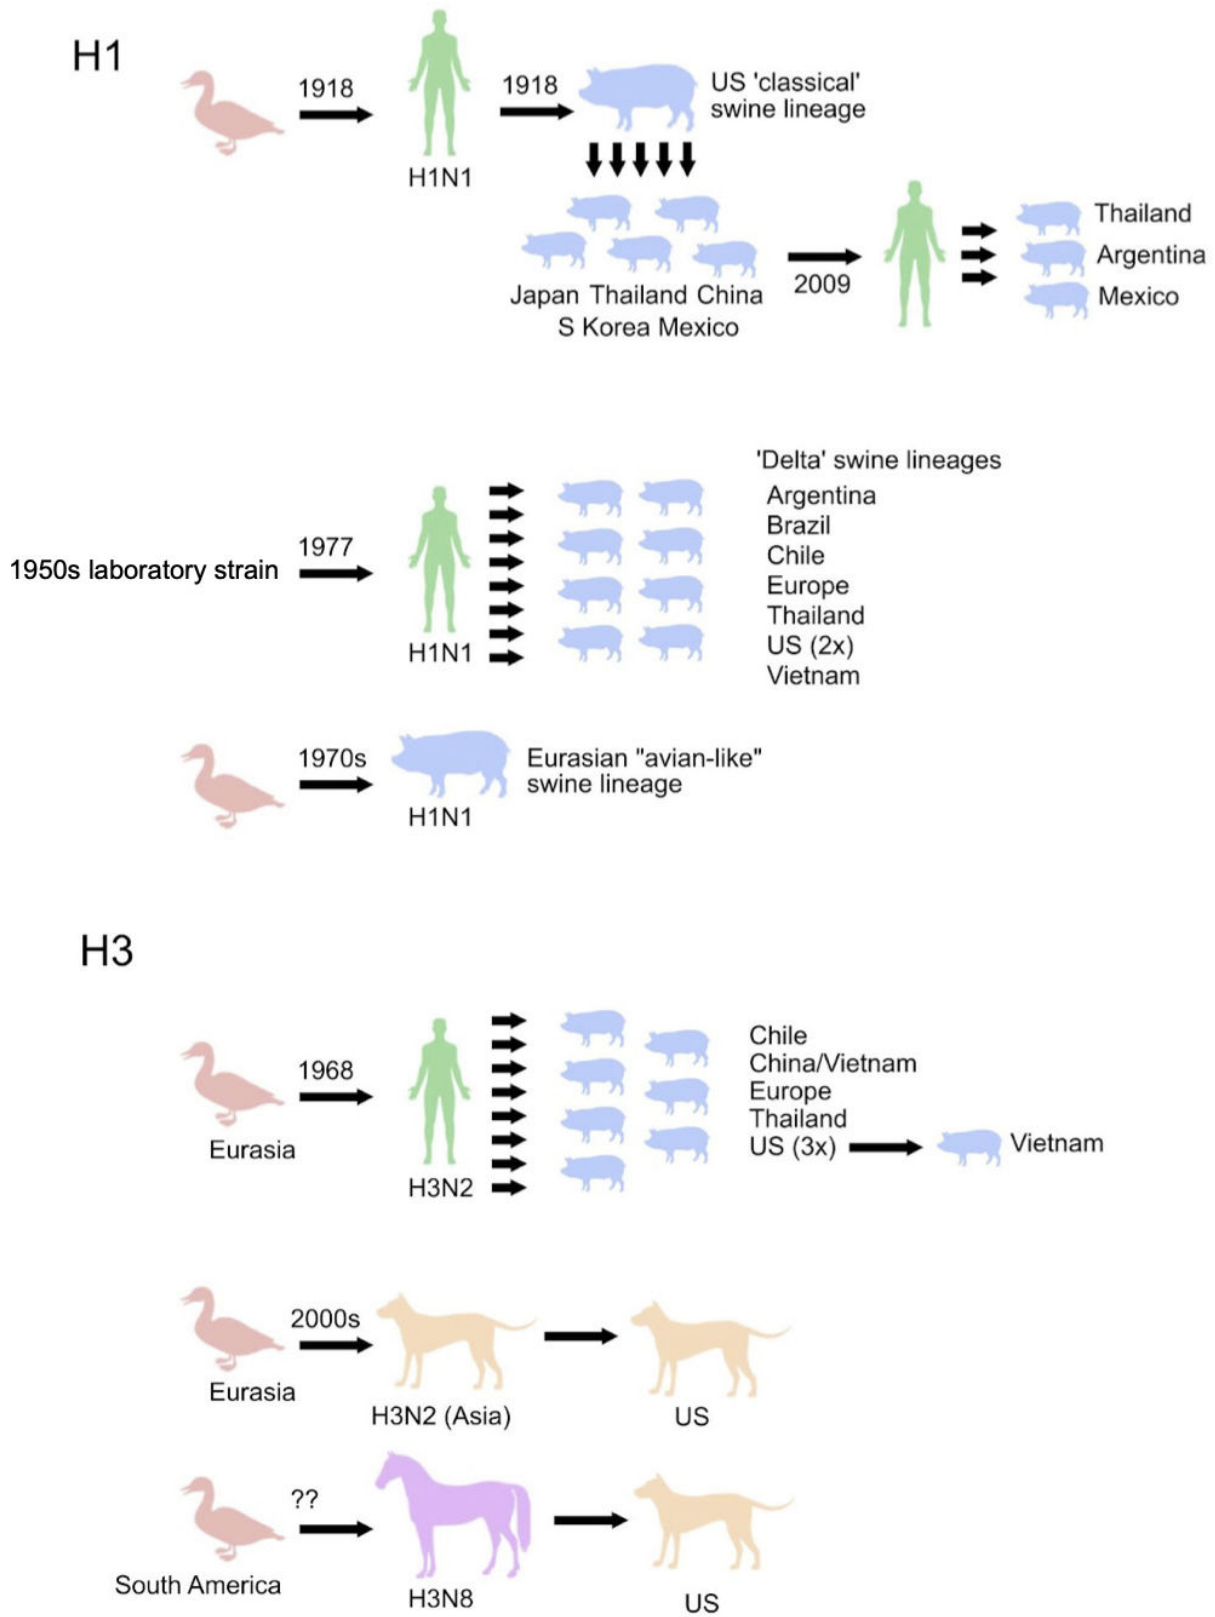 H1
1918
1918
US 'classical'
swine lineage
H1N1
Japan Thailand China
S Korea Mexico
2009
Thailand
Argentina
Mexico
1950s laboratory strain
1977
H1N1
'Delta' swine lineages
Argentina
Brazil
Chile
Europe
Thailand
US (2x)
Vietnam
1970s
H1N1
Eurasian "avian-like"
swine lineage
H3
Eurasia
1968
H3N2
Chile
China/Vietnam
Europe
Thailand
US (3x)
Vietnam
Eurasia
2000s
H3N2 (Asia)
US
South America
??
H3N8
US